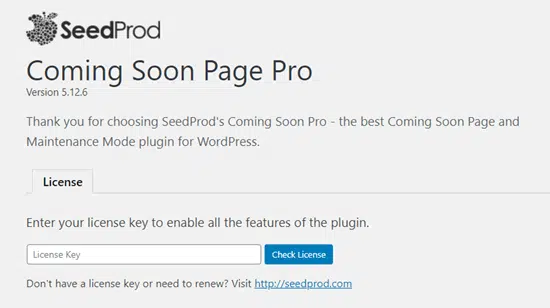 SeedProd
Coming Soon Page Pro
Version 5.12.6
Thank you for choosing SeedProd's Coming Soon Pro - the best Coming Soon Page and
Maintenance Mode plugin for WordPress.
License
Enter your license key to enable all the features of the plugin.
License Key Check License
Don't have a license key or need to renew? Visit http://seedprod.com